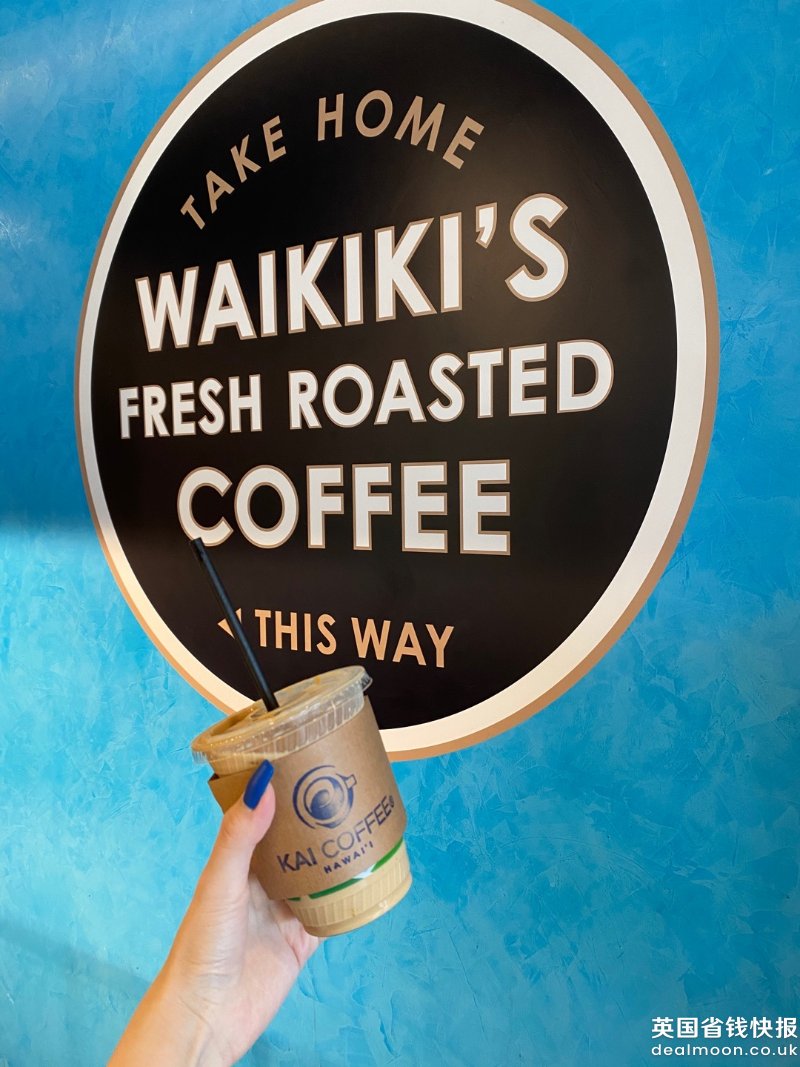 TAKE HOME
WAIKIKI'S
FRESH ROASTED
COFFEE
THIS WAY
KAI COFFEE
HAWAI'I
英国省钱快报
dealmoon.co.uk